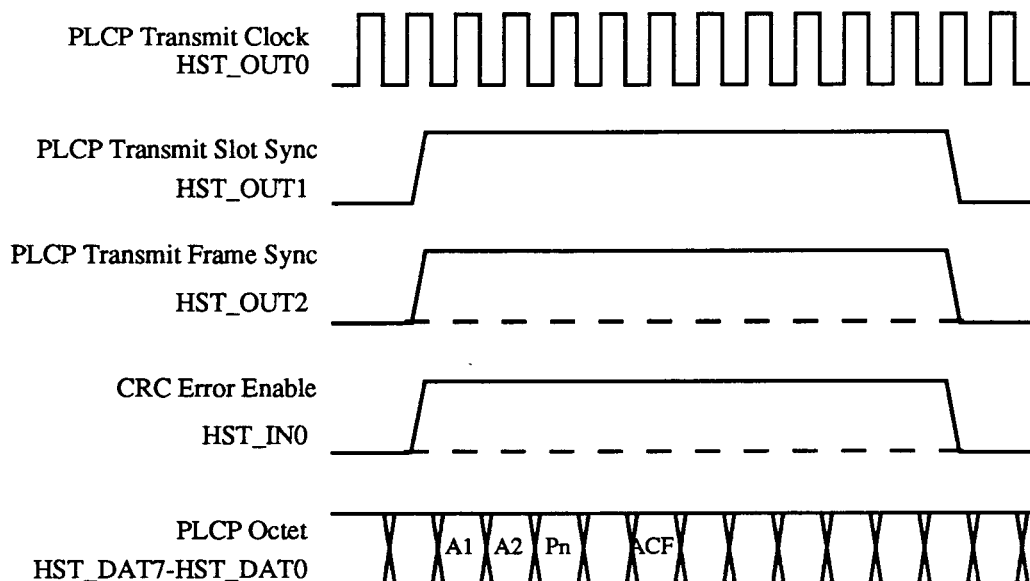 PLCP Transmit Clock
HST_OUT0
PLCP Transmit Slot Sync
HST_OUT1
PLCP Transmit Frame Sync
HST_OUT2
CRC Error Enable
HST_IN0
PLCP Octet
A1 A2 Pn ACF
HST_DAT7-HST_DAT0